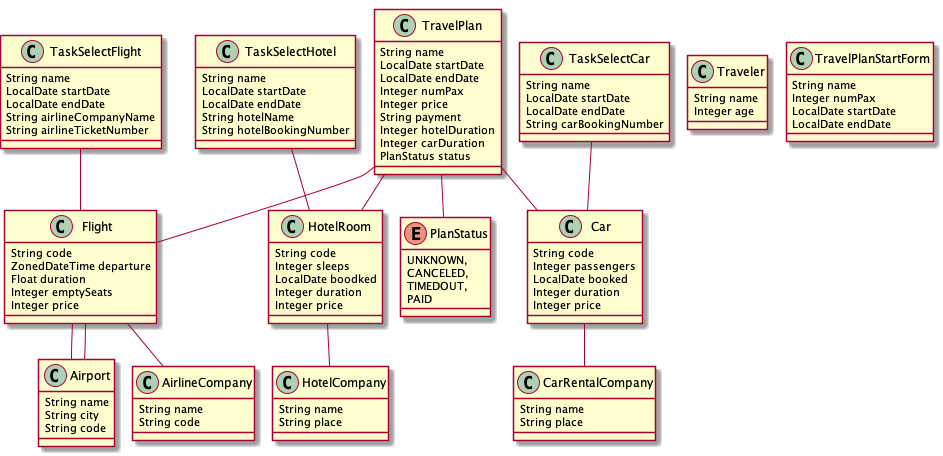 C TaskSelectFlight
String name
LocalDate startDate
LocalDate endDate
String airlineCompanyName
String airlineTicketNumber
C TaskSelectHotel
String name
LocalDate startDate
LocalDate endDate
String hotelName
String hotelBookingNumber
C TravelPlan
String name
LocalDate startDate
LocalDate endDate
Integer numPax
Integer price
String payment
Integer hotelDuration
Integer carDuration
PlanStatus status
C TaskSelectCar
String name
LocalDate startDate
LocalDate endDate
String carBookingNumber
C Traveler
String name
Integer age
C TravelPlanStartForm
String name
Integer numPax
LocalDate startDate
LocalDate endDate
C Flight
String code
ZonedDateTime departure
Float duration
Integer emptySeats
Integer price
C HotelRoom
String code
Integer sleeps
LocalDate boodked
Integer duration
Integer price
E PlanStatus
UNKNOWN,
CANCELED,
TIMEDOUT,
PAID
C Car
String code
Integer passengers
LocalDate booked
Integer duration
Integer price
C Airport
String name
String city
String code
C AirlineCompany
String name
String code
C HotelCompany
String name
String place
C CarRentalCompany
String name
String place